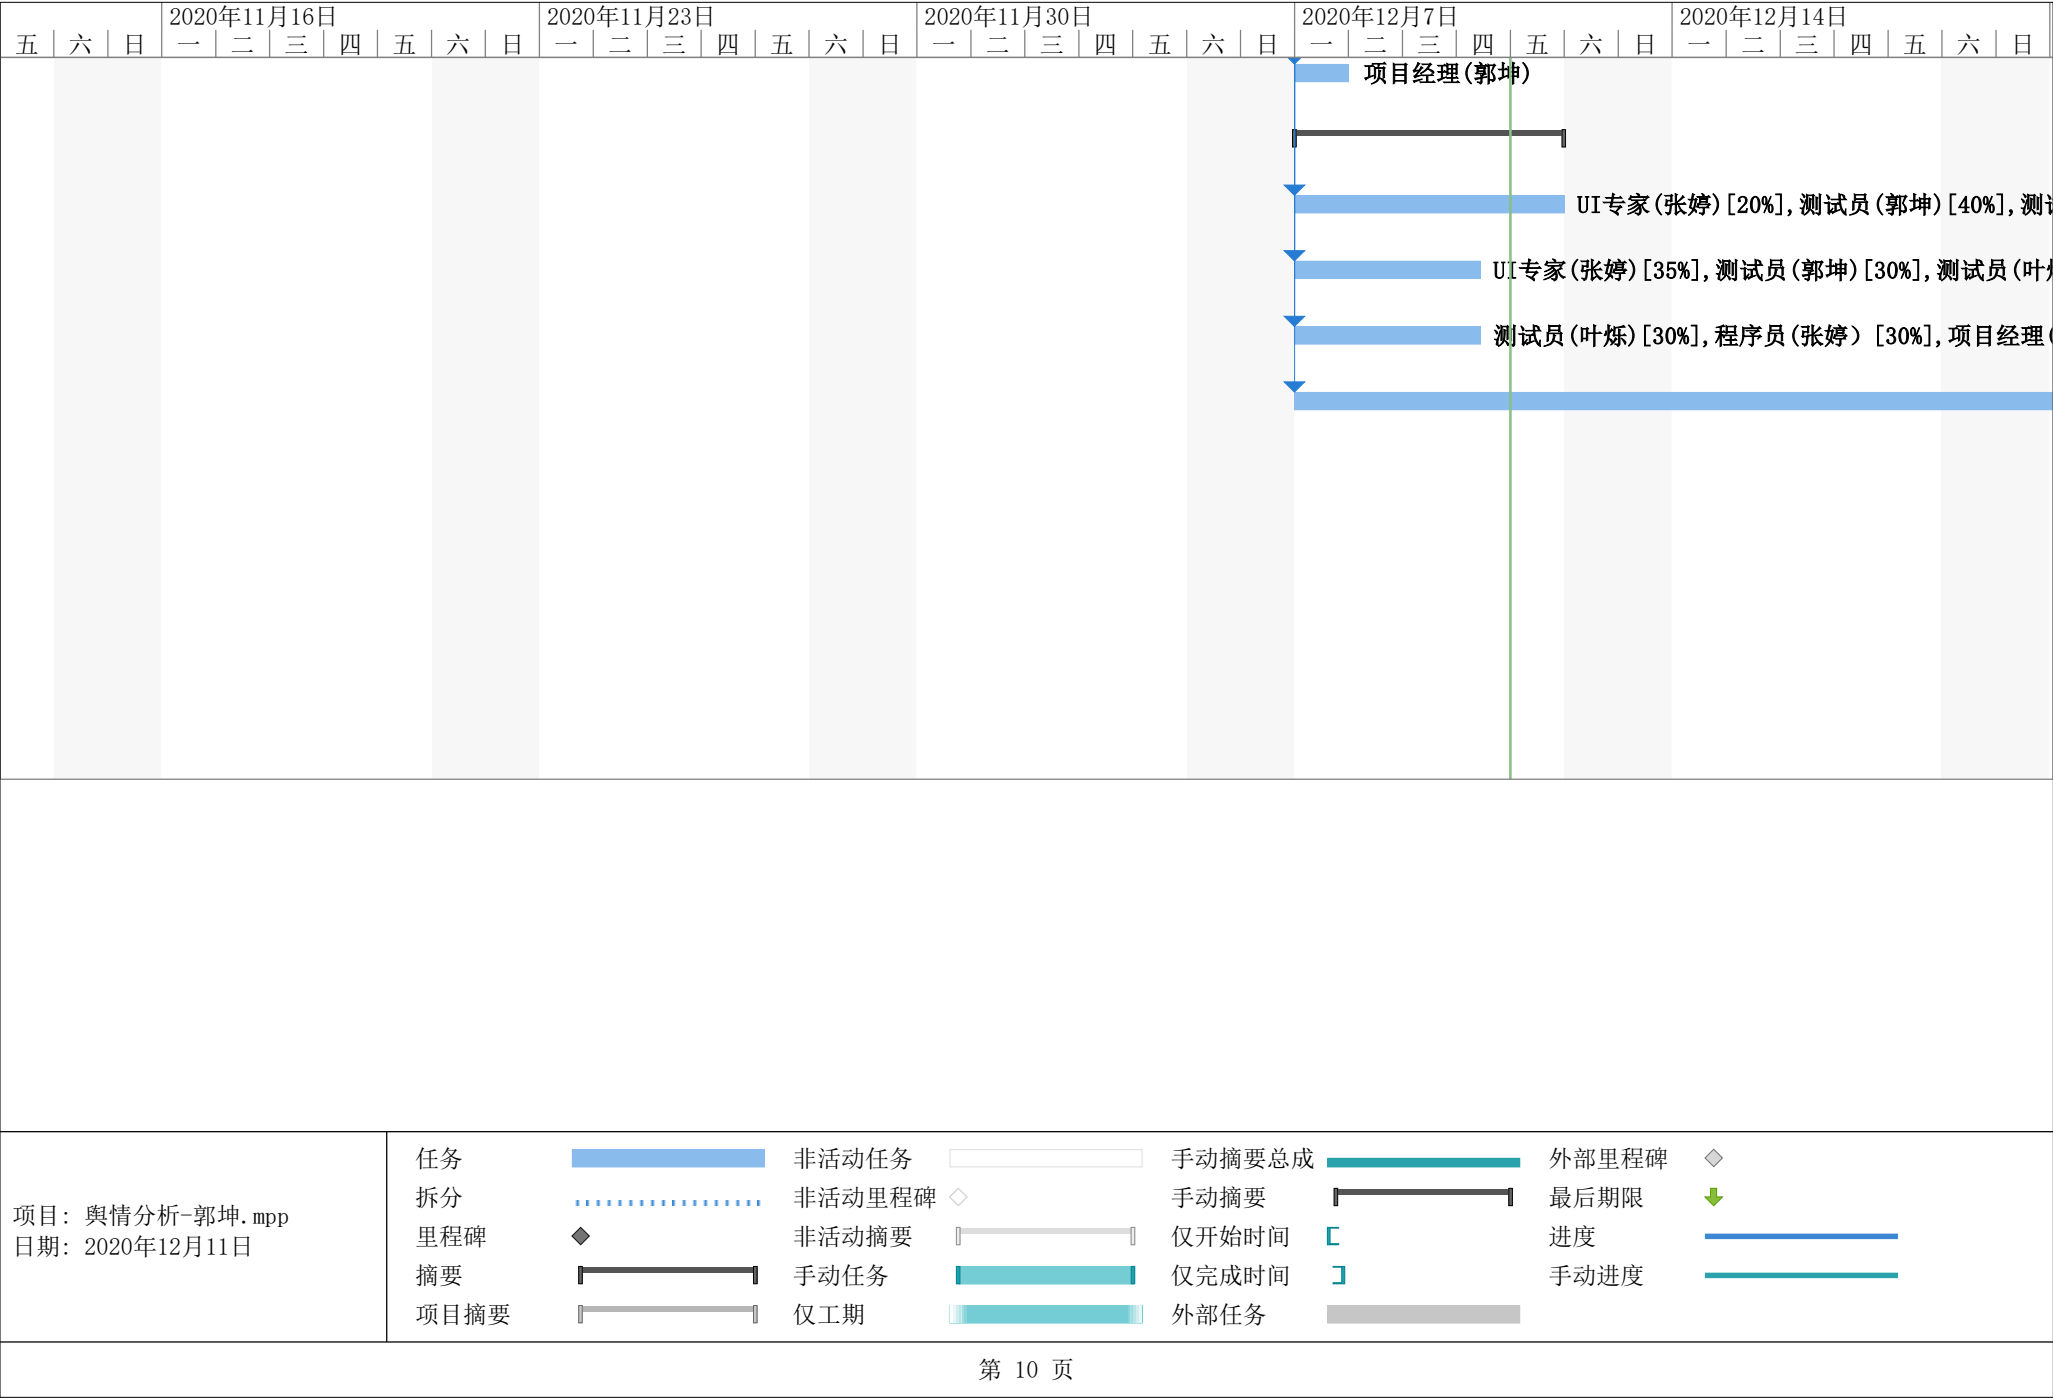 2020年11月16日 2020年11月23日 2020年11月30日 2020年12月7日 2020年12月14日
五 六 日 一 二 三 四 五 六 日 一 二 三 四 五 六 日 一 二 三 四 五 六 日 一 二 三 四 五 六 日 一 二 三 四 五 六 日
项目经理(郭坤)
UI专家(张婷)[20%],测试员(郭坤)[40%],测
UI专家(张婷)[35%],测试员(郭坤)[30%],测试员(叶
测试员(叶烁)[30%],程序员(张婷）[30%],项目经理(
任务 非活动任务 手动摘要总成 外部里程碑
拆分 非活动里程碑 手动摘要 最后期限
项目: 舆情分析-郭坤.mpp
日期: 2020年12月11日
里程碑 非活动摘要 仅开始时间 进度
摘要 手动任务 仅完成时间 手动进度
项目摘要 仅工期 外部任务
第 10 页